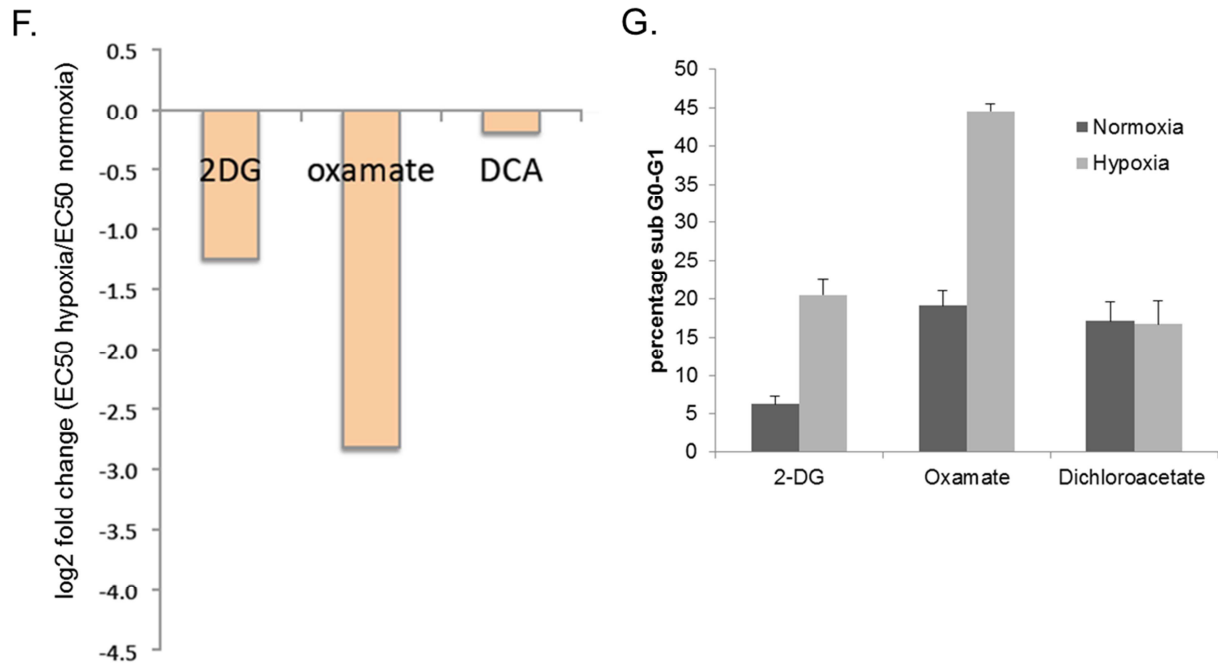 F.
log2 fold change (EC50 hypoxia/EC50 normoxia)
0.5
0.0
-0.5
-1.0
-1.5
-2.0
-2.5
-3.0
-3.5
-4.0
-4.5
2DG oxamate DCA
G.
percentage sub G0-G1
50
45
40
35
30
25
20
15
10
5
0
Normoxia
Hypoxia
2-DG Oxamate Dichloroacetate